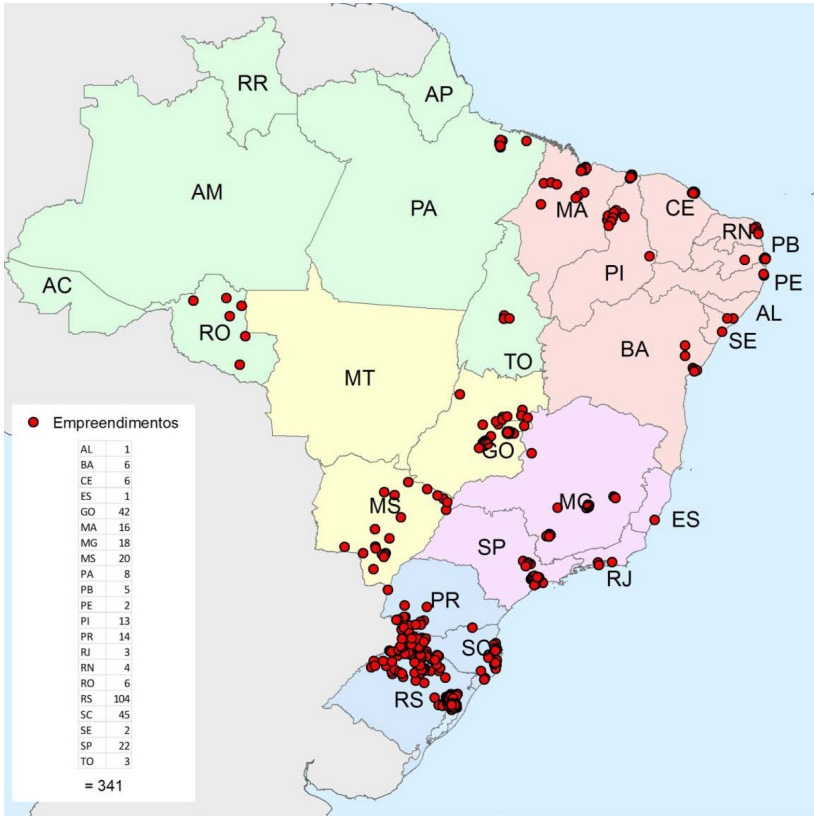 RR
AP
AM
PA
MA
CE
RN
PB
PI
PE
AC
AL
RO
SE
TO
BA
MT
GO
MS
MG
ES
SP
RJ
PR
SC
RS
Empreendimentos
AL 1
BA 6
CE 6
ES 1
GO 42
MA 16
MG 18
MS 20
PA 8
PB 5
PE 2
PI 13
PR 14
RJ 3
RN 4
RO 6
RS 104
SC 45
SE 2
SP 22
TO 3
= 341